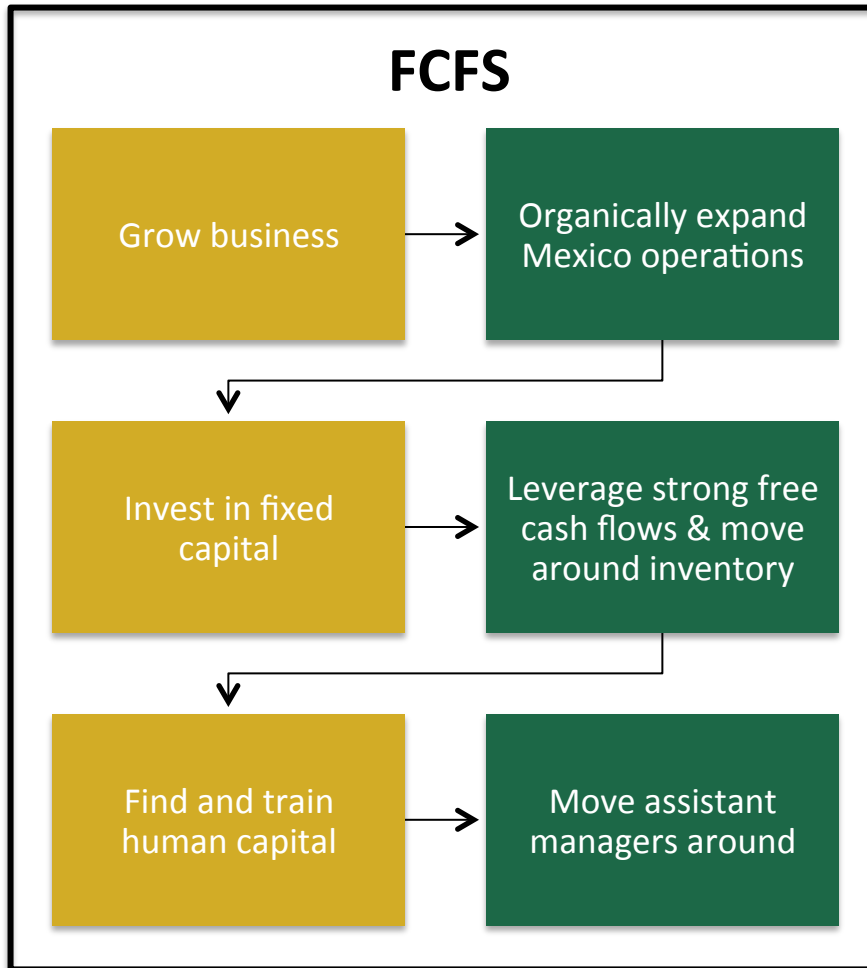 FCFS
Grow business
Organically expand
Mexico operations
Invest in fixed
capital
Leverage strong free
cash flows & move
around inventory
Find and train
human capital
Move assistant
managers around